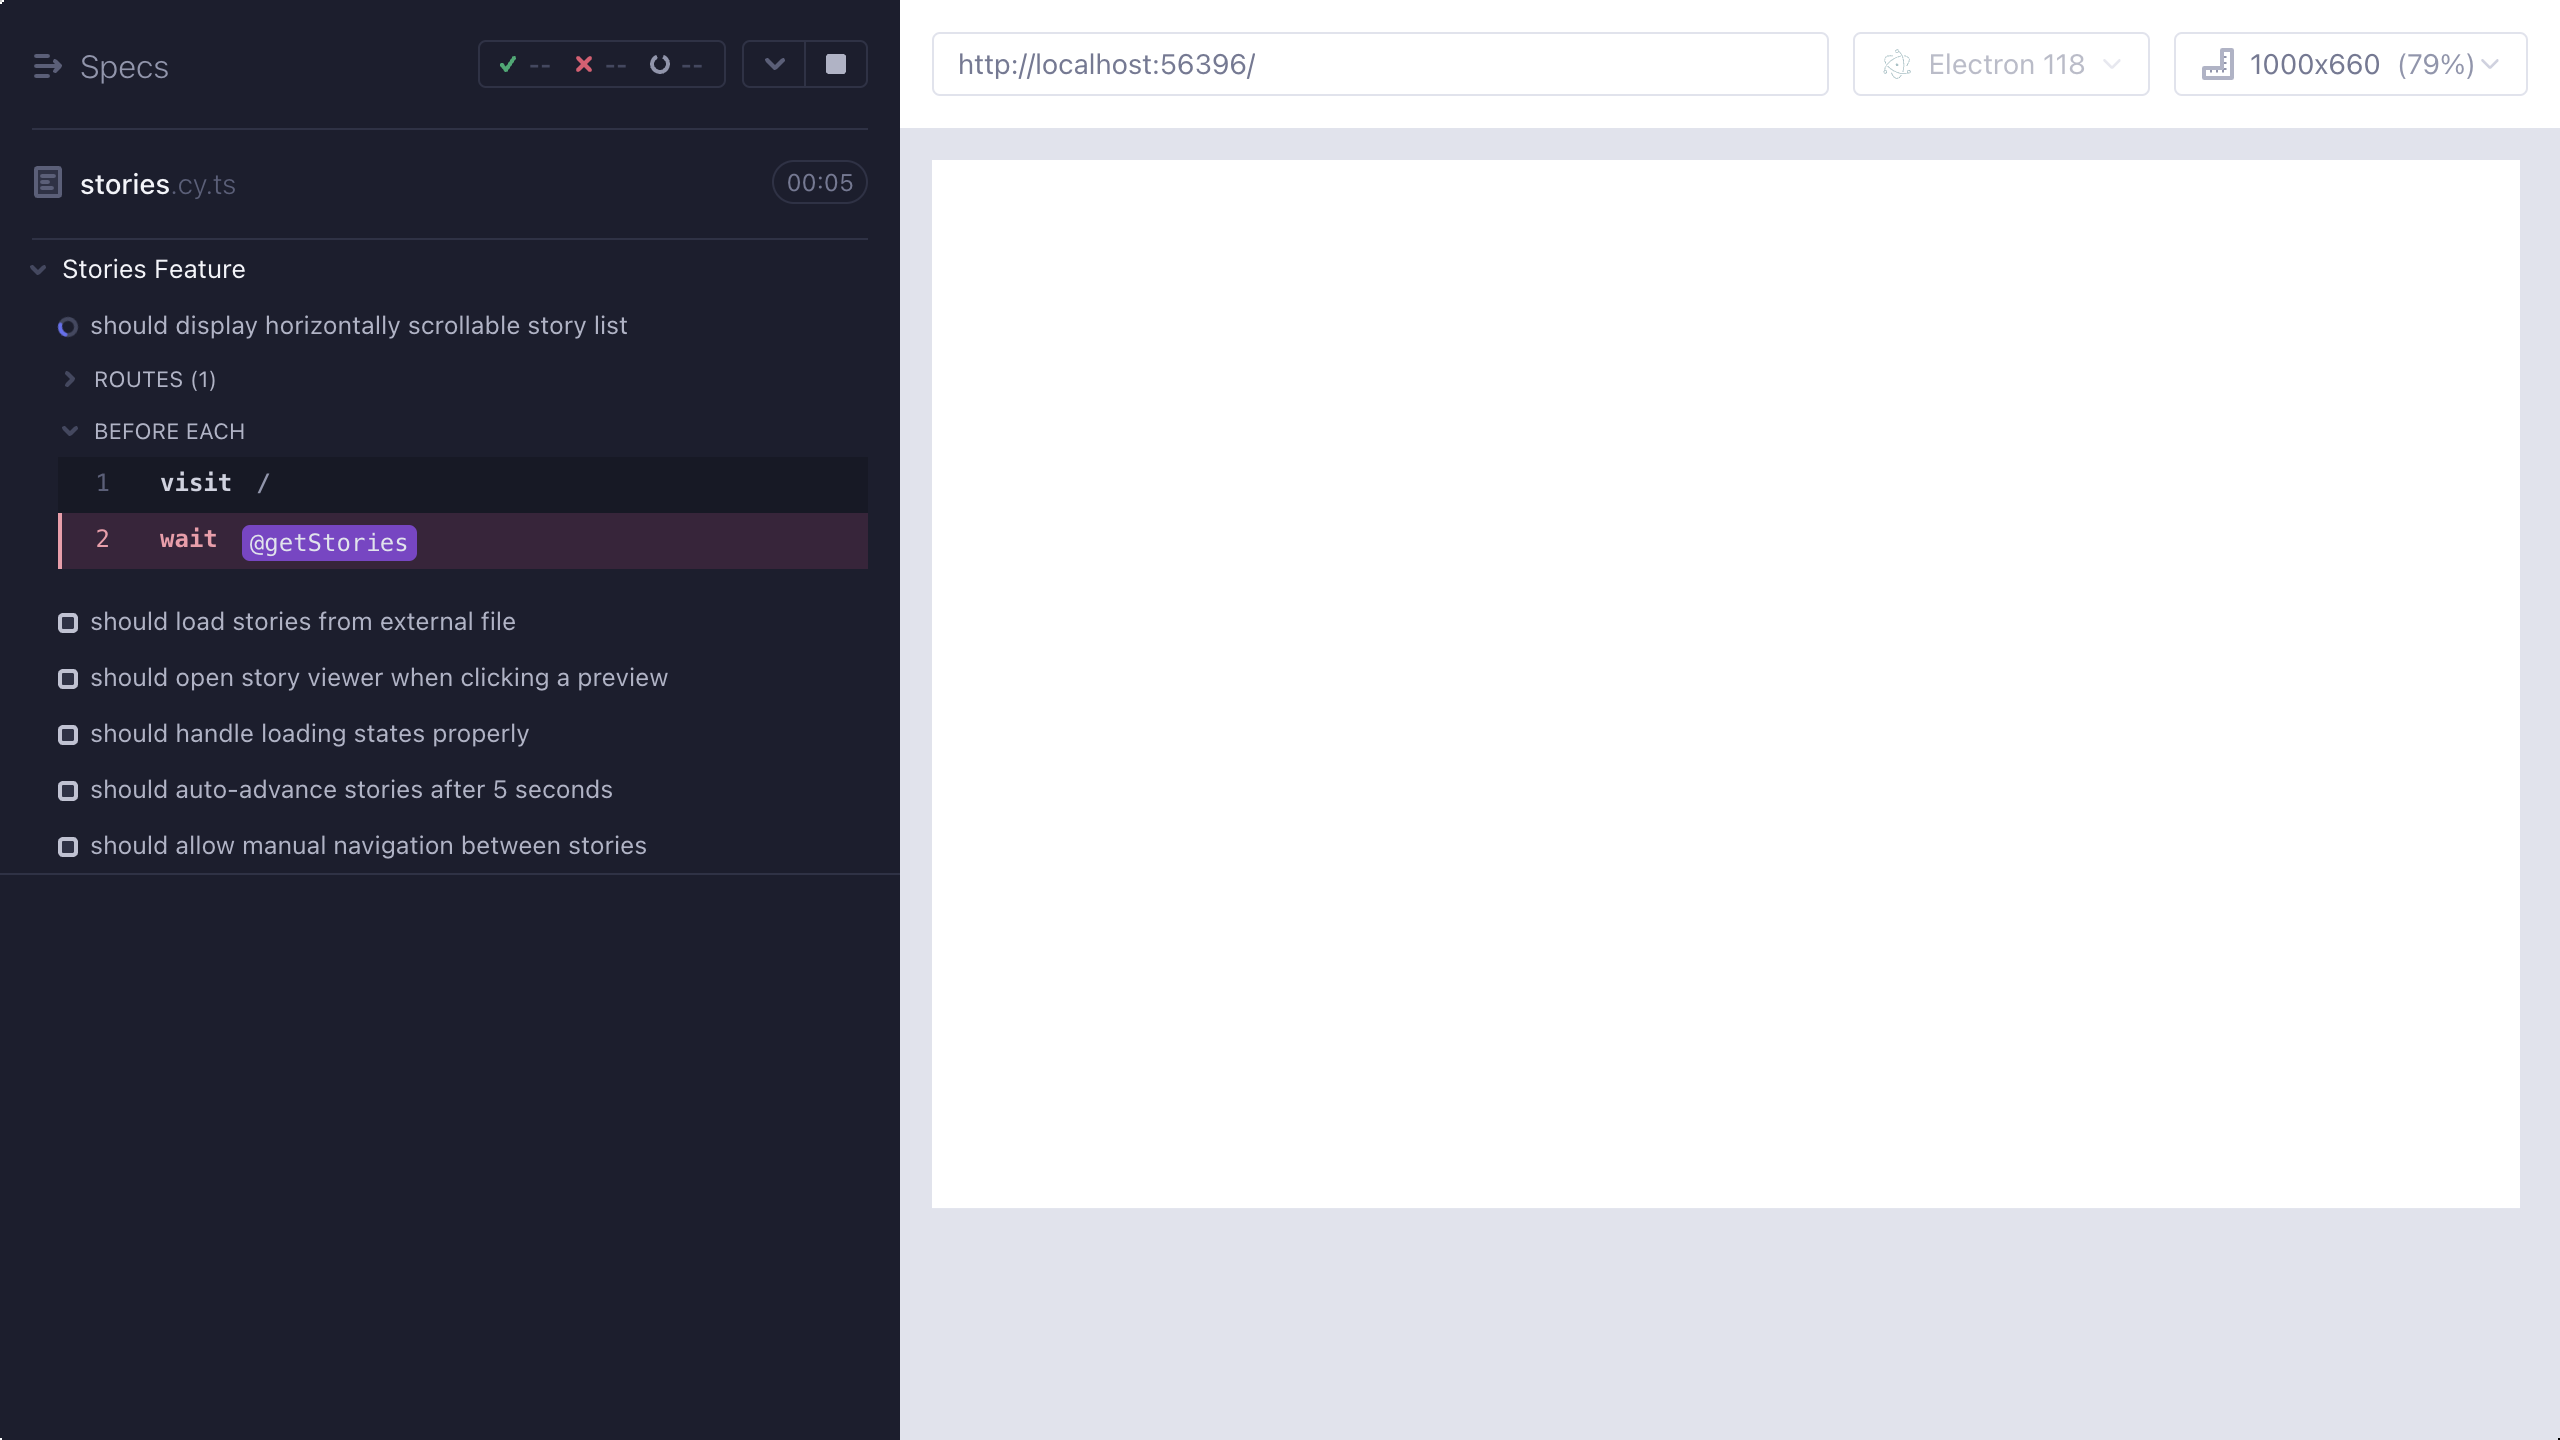 Specs
-- -- --
stories.cy.ts
00:05
Stories Feature
should display horizontally scrollable story list
ROUTES (1)
BEFORE EACH
1 visit /
2 wait @getStories
should load stories from external file
should open story viewer when clicking a preview
should handle loading states properly
should auto-advance stories after 5 seconds
should allow manual navigation between stories
http://localhost:56396/
Electron 118
1000x660 (79%)